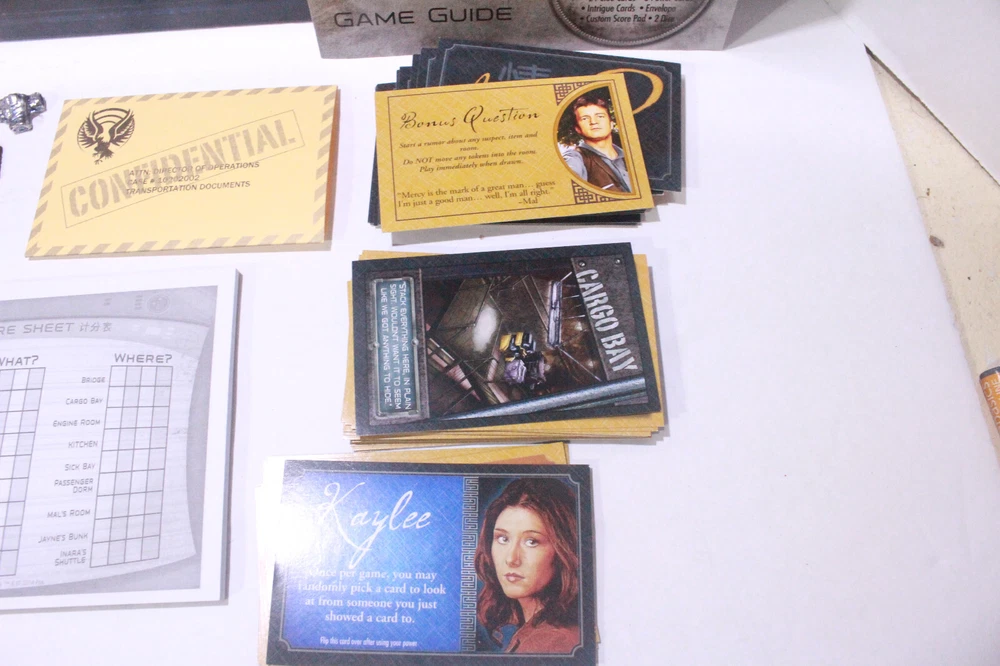 GAME GUIDE
• Intrigue Cards • Envelope
• Custom Score Pad • 2 Dice
CONFIDENTIAL
ATTN: DIRECTOR OF OPERATIONS
CASE # 10202002
TRANSPORTATION DOCUMENTS
Bonus Question
Start a rumor about any suspect, item and
room.
Do NOT move any tokens into the room.
Play immediately when drawn.
"Mercy is the mark of a great man... guess
I'm just a good man... well, I'm all right."
-Mal
CARGO BAY
"STACK EVERYTHING HERE, IN PLAIN
SIGHT. WOULDN'T WANT IT TO SEEM
LIKE WE GOT ANYTHING TO HIDE."
RE SHEET 计分客
WHAT?
WHERE?
BRIDGE
CARGO BAY
ENGINE ROOM
KITCHEN
SICK BAY
PASSENGER
DORM
MAL'S ROOM
JAYNE'S BUNK
INARA'S
SHUTTLE
Kaylee
Once per game, you may
randomly pick a card to look
at from someone you just
showed a card to.
Flip this card over after using your power